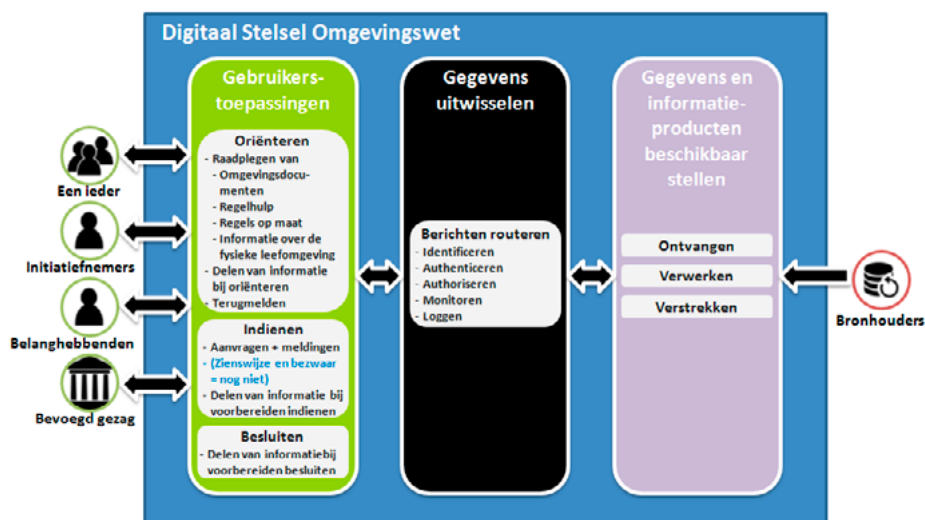 Digitaal Stelsel Omgevingswet
Een ieder
Initiatiefnemers
Belanghebbenden
Bevoegd gezag
Gebruikers-
toepassingen
Oriënteren
- Raadplegen van
- Omgevingsdocu-
menten
- Regelhulp
- Regels op maat
- Informatie over de
fysieke leefomgeving
- Delen van informatie
bij oriënteren
- Terugmelden
Indienen
- Aanvragen + meldingen
- (Zienswijze en bezwaar
= nog niet)
- Delen van informatie bij
voorbereiden indienen
Besluiten
- Delen van informatiebij
voorbereiden besluiten
Gegevens
uitwisselen
Berichten routeren
- Identificeren
- Authenticeren
- Authoriseren
- Monitoren
- Loggen
Gegevens en
informatie-
producten
beschikbaar
stellen
Ontvangen
Verwerken
Verstrekken
Bronhouders